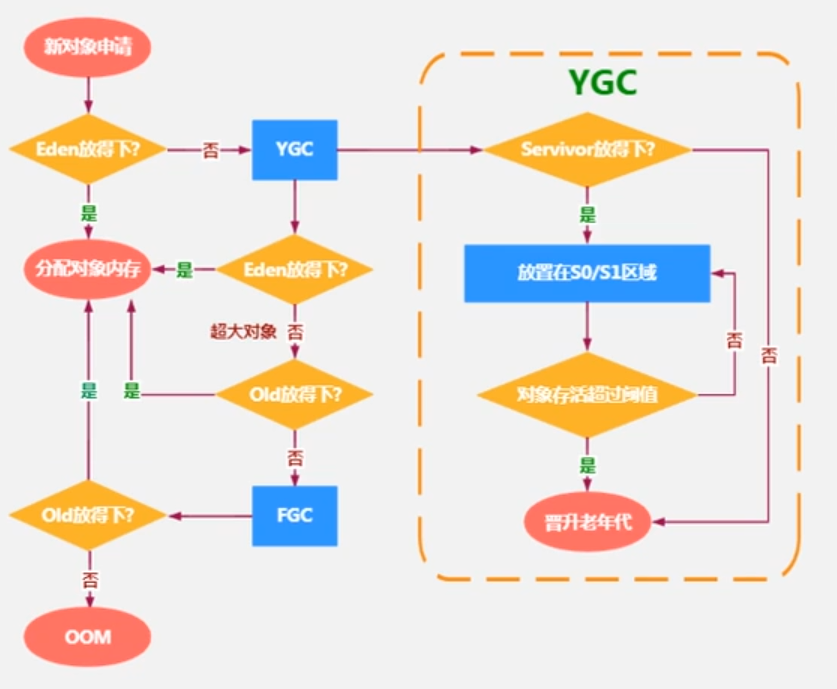 新对象申请
YGC
Eden放得下?
否
YGC
Servivor放得下?
是
是
分配对象内存
是
Eden放得下?
放置在S0/S1区域
超大对象
否
否
否
是
是
Old放得下?
对象存活超过阈值
否
是
Old放得下?
FGC
晋升老年代
否
OOM